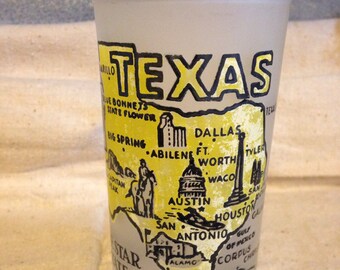 TEXAS
BLUE BONNETS
STATE FLOWER
BIG SPRING
DALLAS
ABILENE
FT.
WORTH
TYLER
WACO
AUSTIN
HOUSTON
SAN
ANTONIO
GULF
OF MEXICO
CORPUS
STAR
ALAMO